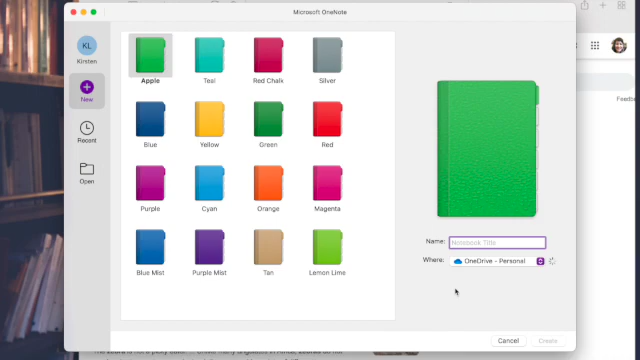 Microsoft OneNote
KL
Kirsten
New
Recent
Open
Apple
Teal
Red Chalk
Silver
Blue
Yellow
Green
Red
Purple
Cyan
Orange
Magenta
Blue Mist
Purple Mist
Tan
Lemon Lime
Name: Notebook Title
Where: OneDrive - Personal
Cancel
Create
Feedb